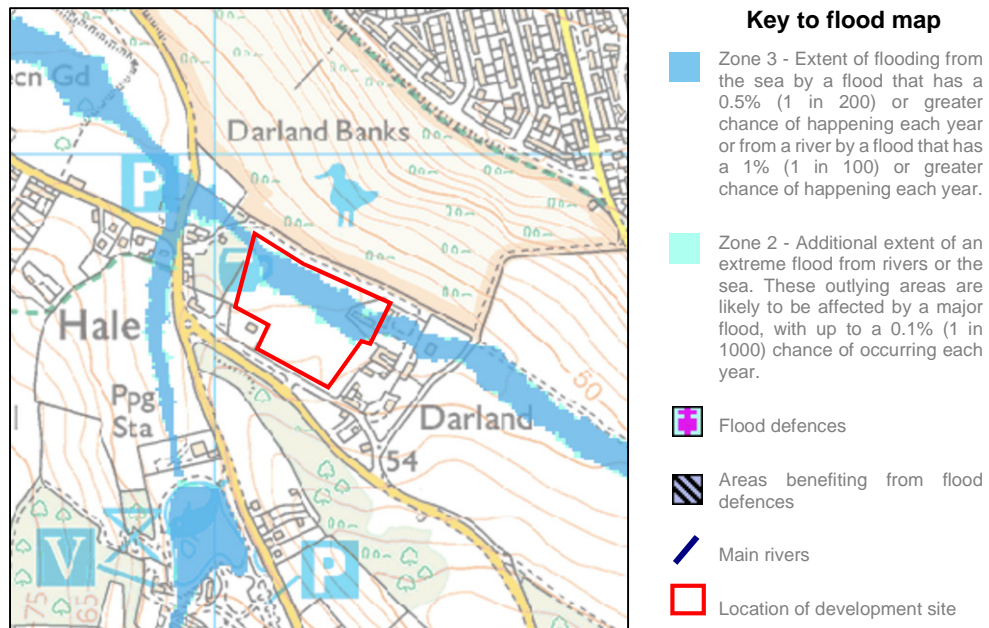 Key to flood map
Zone 3 - Extent of flooding from
the sea by a flood that has a
0.5% (1 in 200) or greater
chance of happening each year
or from a river by a flood that has
a 1% (1 in 100) or greater
chance of happening each year.
Zone 2 - Additional extent of an
extreme flood from rivers or the
sea. These outlying areas are
likely to be affected by a major
flood, with up to a 0.1% (1 in
1000) chance of occurring each
year.
Flood defences
Areas benefiting from flood
defences
Main rivers
Location of development site
Gd
Darland Banks
P
Hale
Ppg
Sta
Darland
54
50
V
P
75
65